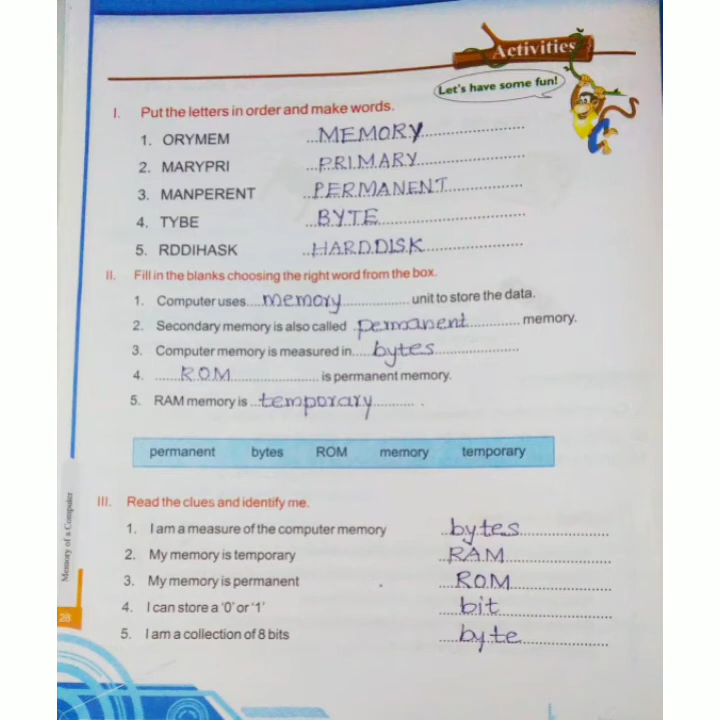 Activities
Let's have some fun!
I. Put the letters in order and make words.
1. ORYMEM MEMORY
2. MARYPRI PRIMARY
3. MANPERENT PERMANENT
4. TYBE BYTE
5. RDDIHASK HARDDISK
II. Fill in the blanks choosing the right word from the box.
1. Computer uses....memory.................... unit to store the data.
2. Secondary memory is also called .permanent.............. memory.
3. Computer memory is measured in.....bytes........................
4. .......ROM......................... is permanent memory.
5. RAM memory is ..temporary............ .
permanent bytes ROM memory temporary
III. Read the clues and identify me.
1. I am a measure of the computer memory bytes
2. My memory is temporary RAM
3. My memory is permanent ROM
4. I can store a '0' or '1' bit
5. I am a collection of 8 bits byte
Memory of a Computer
28